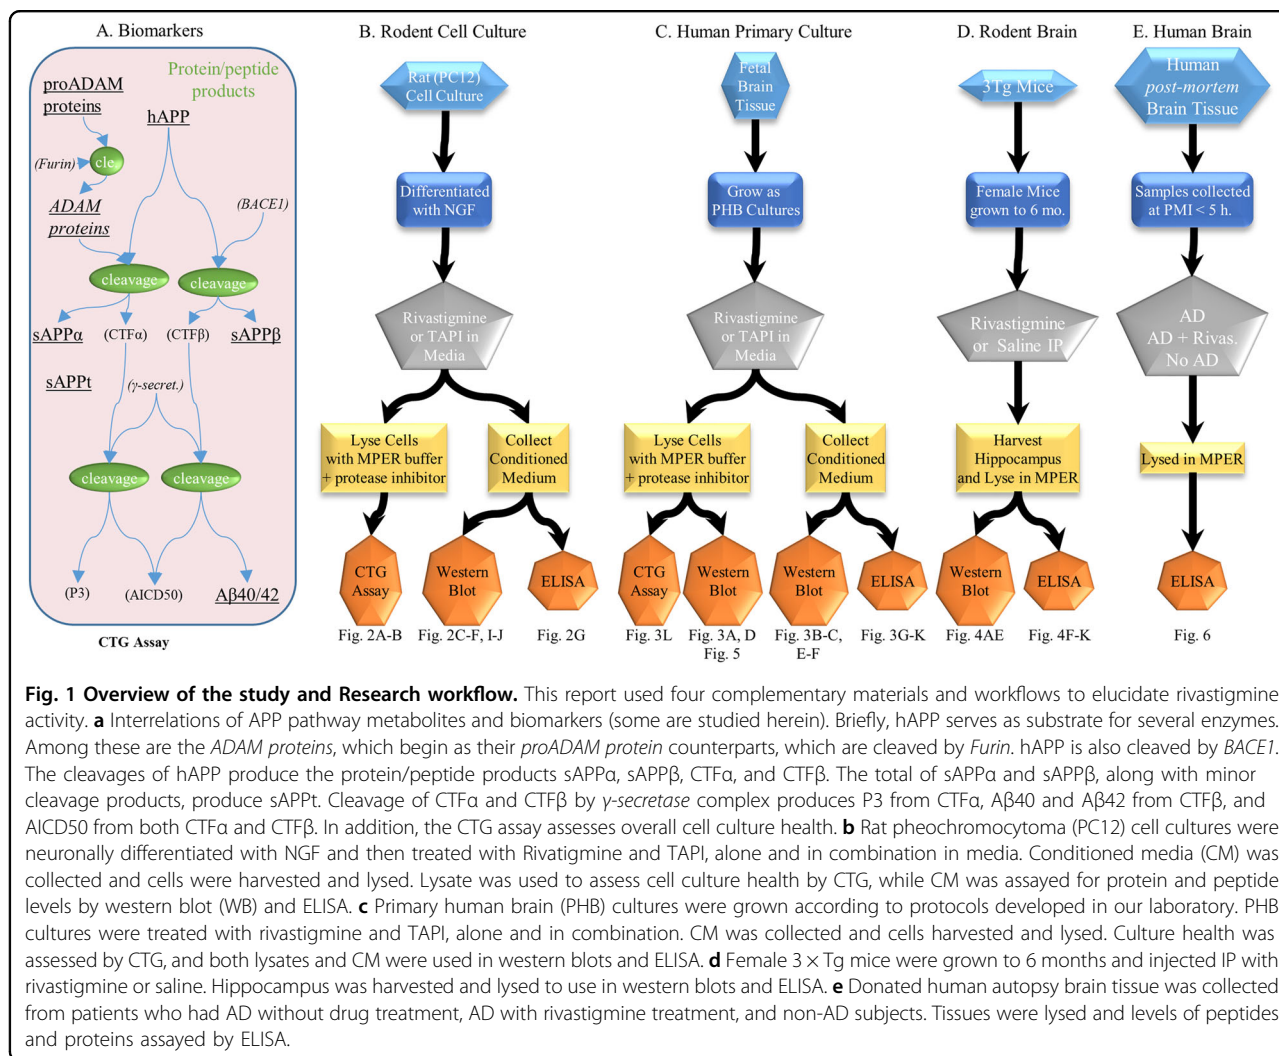 A. Biomarkers
Protein/peptide
products
proADAM
proteins
hAPP
(Furin)
cle
ADAM
proteins
(BACE1)
cleavage
cleavage
sAPPα
(CTFα)
(CTFβ)
sAPPβ
sAPPt
(γ-secret.)
cleavage
cleavage
(P3)
(AICD50)
Aβ40/42
CTG Assay
B. Rodent Cell Culture
Rat (PC12)
Cell Culture
Differentiated
with NGF
Rivastigmine
or TAPI in
Media
Lyse Cells
with MPER buffer
+ protease inhibitor
Collect
Conditioned
Medium
CTG
Assay
Western
Blot
ELISA
Fig. 2A-B
Fig. 2C-F, I-J
Fig. 2G
C. Human Primary Culture
Fetal
Brain
Tissue
Grow as
PHB Cultures
Rivastigmine
or TAPI in
Media
Lyse Cells
with MPER buffer
+ protease inhibitor
Collect
Conditioned
Medium
CTG
Assay
Western
Blot
Western
Blot
ELISA
Fig. 3L
Fig. 3A, D
Fig. 5
Fig. 3B-C,
E-F
Fig. 3G-K
D. Rodent Brain
3Tg Mice
Female Mice
grown to 6 mo.
Rivastigmine
or Saline IP
Harvest
Hippocampus
and Lyse in MPER
Western
Blot
ELISA
Fig. 4AE
Fig. 4F-K
E. Human Brain
Human
post-mortem
Brain Tissue
Samples collected
at PMI < 5 h.
AD
AD + Rivas.
No AD
Lysed in MPER
ELISA
Fig. 6
Fig. 1 Overview of the study and Research workflow. This report used four complementary materials and workflows to elucidate rivastigmine
activity. a Interrelations of APP pathway metabolites and biomarkers (some are studied herein). Briefly, hAPP serves as substrate for several enzymes.
Among these are the ADAM proteins, which begin as their proADAM protein counterparts, which are cleaved by Furin. hAPP is also cleaved by BACE1.
The cleavages of hAPP produce the protein/peptide products sAPPα, sAPPβ, CTFα, and CTFβ. The total of sAPPα and sAPPβ, along with minor
cleavage products, produce sAPPt. Cleavage of CTFα and CTFβ by γ-secretase complex produces P3 from CTFα, Aβ40 and Aβ42 from CTFβ, and
AICD50 from both CTFα and CTFβ. In addition, the CTG assay assesses overall cell culture health. b Rat pheochromocytoma (PC12) cell cultures were
neuronally differentiated with NGF and then treated with Rivatigmine and TAPI, alone and in combination in media. Conditioned media (CM) was
collected and cells were harvested and lysed. Lysate was used to assess cell culture health by CTG, while CM was assayed for protein and peptide
levels by western blot (WB) and ELISA. c Primary human brain (PHB) cultures were grown according to protocols developed in our laboratory. PHB
cultures were treated with rivastigmine and TAPI, alone and in combination. CM was collected and cells harvested and lysed. Culture health was
assessed by CTG, and both lysates and CM were used in western blots and ELISA. d Female 3 × Tg mice were grown to 6 months and injected IP with
rivastigmine or saline. Hippocampus was harvested and lysed to use in western blots and ELISA. e Donated human autopsy brain tissue was collected
from patients who had AD without drug treatment, AD with rivastigmine treatment, and non-AD subjects. Tissues were lysed and levels of peptides
and proteins assayed by ELISA.